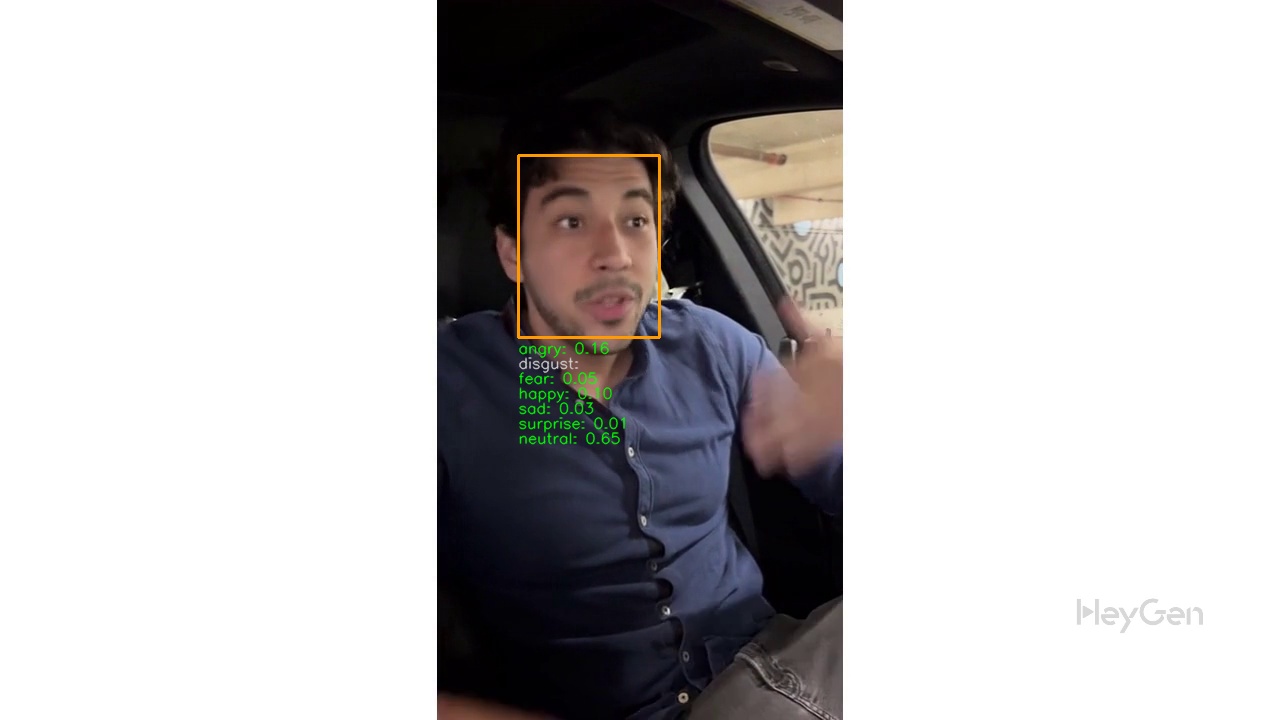 angry: 0.16
disgust:
fear: 0.05
happy: 0.10
sad: 0.03
surprise: 0.01
neutral: 0.65
HeyGen